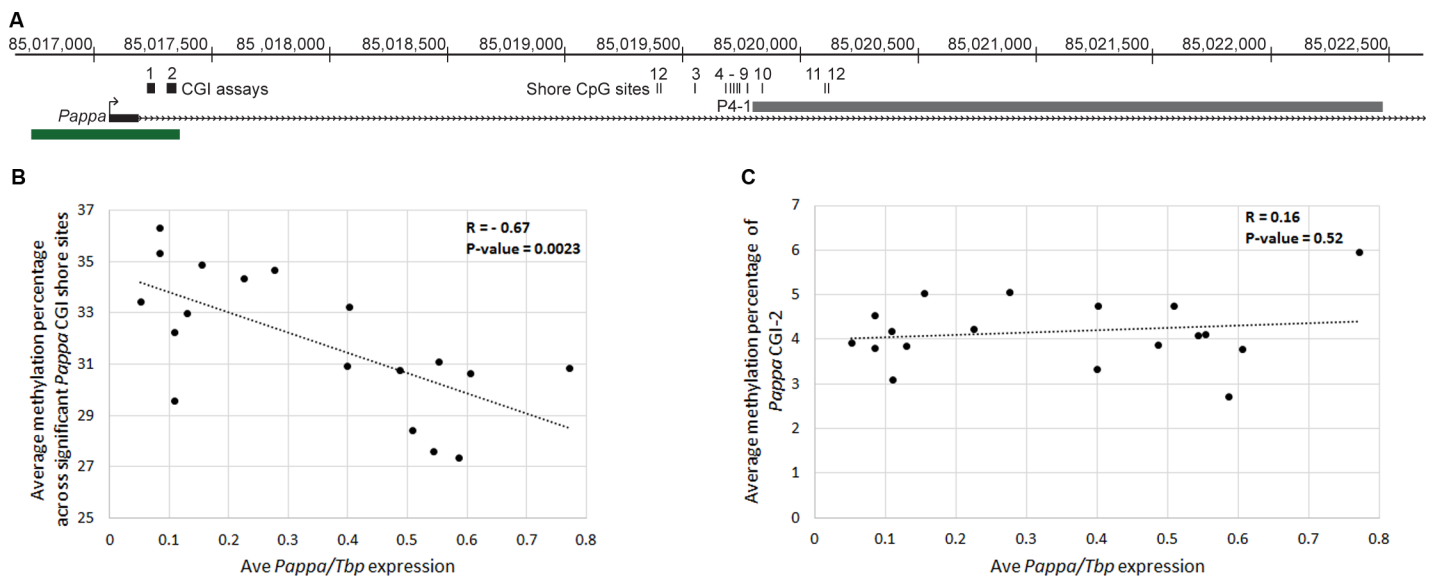 A
85,017,000 85,017,500 85,018,000 85,018,500 85,019,000 85,019,500 85,020,000 85,020,500 85,021,000 85,021,500 85,022,000 85,022,500
1 2 12 3 4 - 9 10 11 12
CGI assays Shore CpG sites
P4-1
Pappa
B
37
35
33
31
29
27
25
Average methylation percentage
across significant Pappa CGI shore sites
R = - 0.67
P-value = 0.0023
0 0.1 0.2 0.3 0.4 0.5 0.6 0.7 0.8
Ave Pappa/Tbp expression
C
7
6
5
4
3
2
1
0
Average methylation percentage of
Pappa CGI-2
R = 0.16
P-value = 0.52
0 0.1 0.2 0.3 0.4 0.5 0.6 0.7 0.8
Ave Pappa/Tbp expression